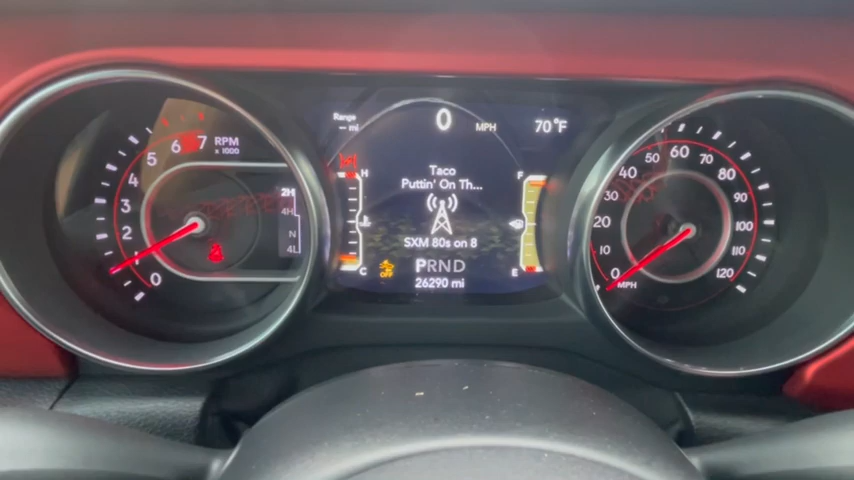 RPM
x 1000
7
6
5
4
3
2
1
0
2H
4H
N
4L
Range
-- mi
0 MPH
70°F
H
C
Taco
Puttin' On Th...
SXM 80s on 8
PRND
26290 mi
OFF
F
E
0
10
20
30
40
50
60
70
80
90
100
110
120
MPH